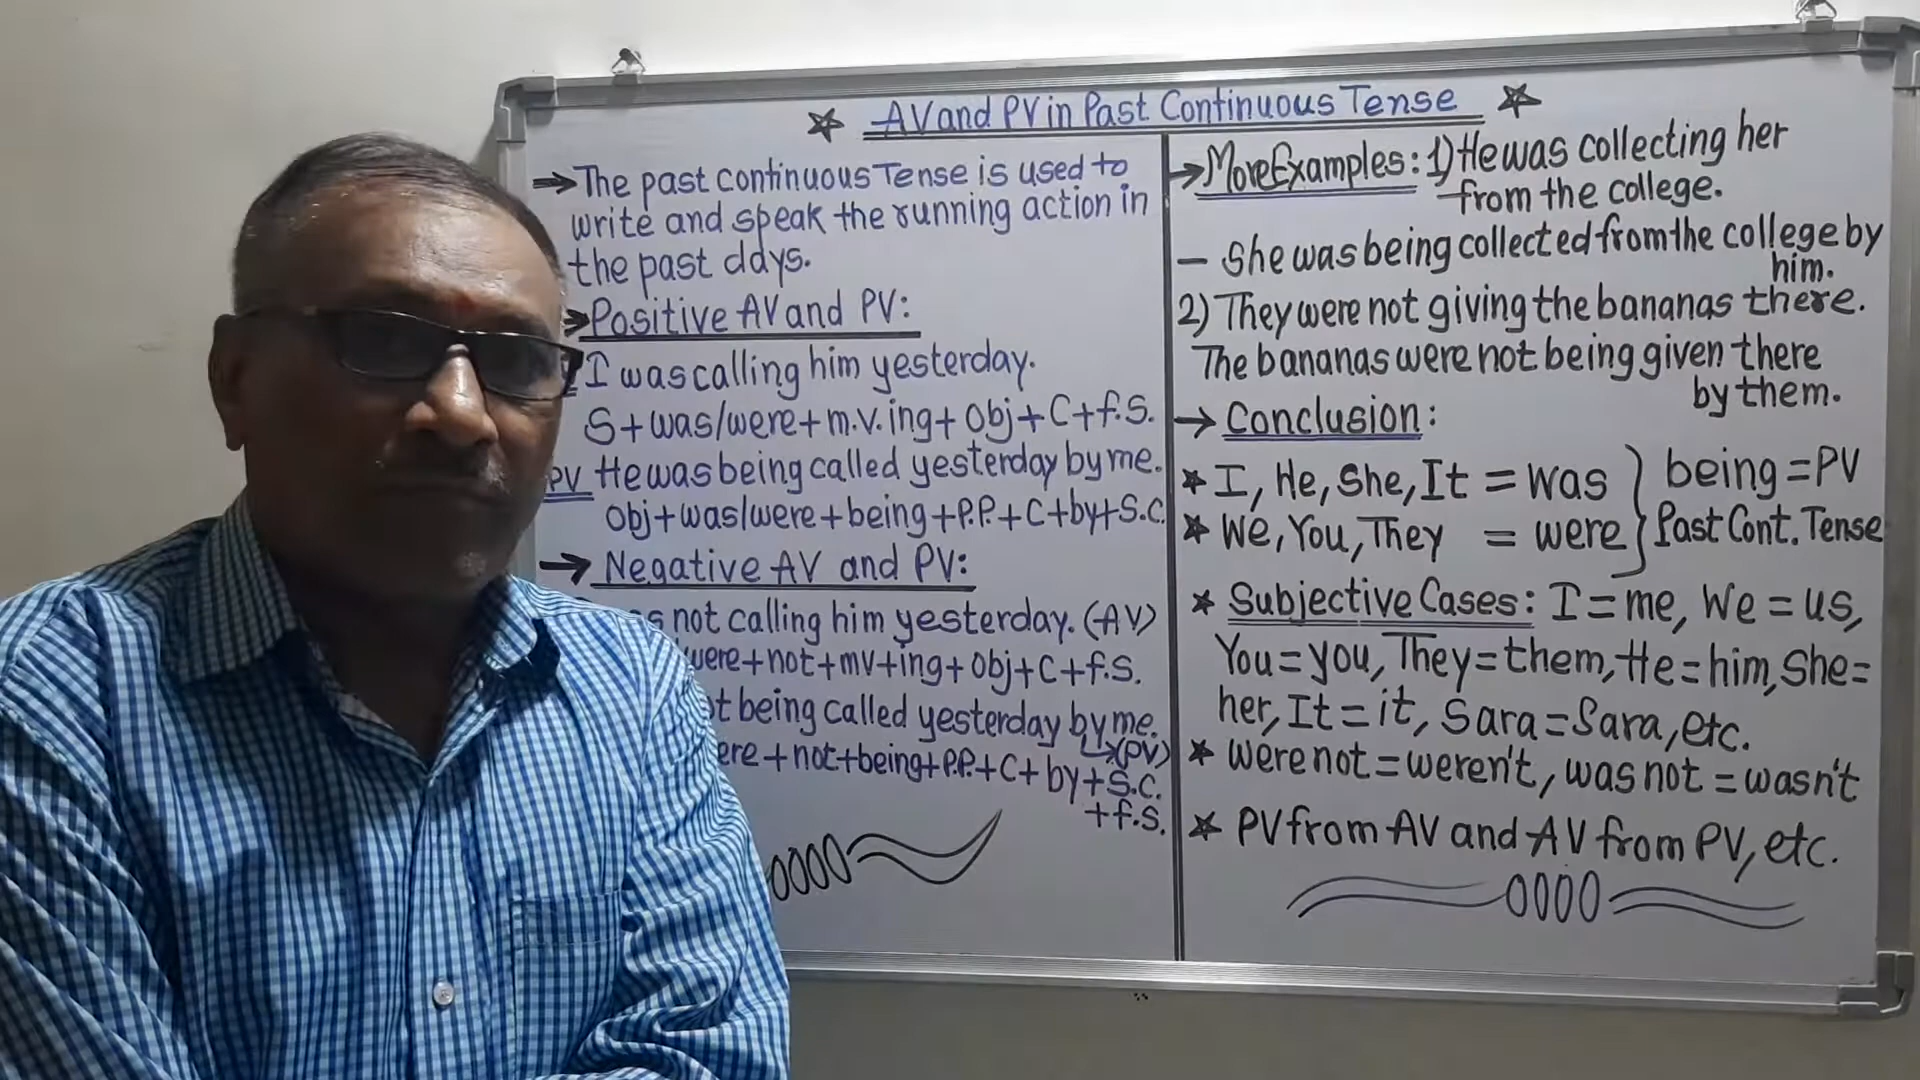 AV and PV in Past Continuous Tense
→ The past continuous Tense is used to
write and speak the running action in
the past days.
→ Positive AV and PV:
I was calling him yesterday.
S + was/were + m.v. ing + Obj + C + f.S.
PV He was being called yesterday by me.
Obj + was/were + being + P.P. + C + by + S.C.
→ Negative AV and PV:
not calling him yesterday. (AV)
were + not + mv + ing + Obj + C + f.S.
being called yesterday by me.
→ (PV)
+ not + being + P.P. + C + by + S.C.
+ f.S.
→ More Examples: 1) He was collecting her
from the college.
- She was being collected from the college by
him.
2) They were not giving the bananas there.
The bananas were not being given there
by them.
→ Conclusion:
* I, He, She, It = Was } being = PV
* We, You, They = were } Past Cont. Tense
* Subjective Cases: I = me, We = us,
You = you, They = them, He = him, She =
her, It = it, Sara = Sara, etc.
* were not = weren't, was not = wasn't
* PV from AV and AV from PV, etc.